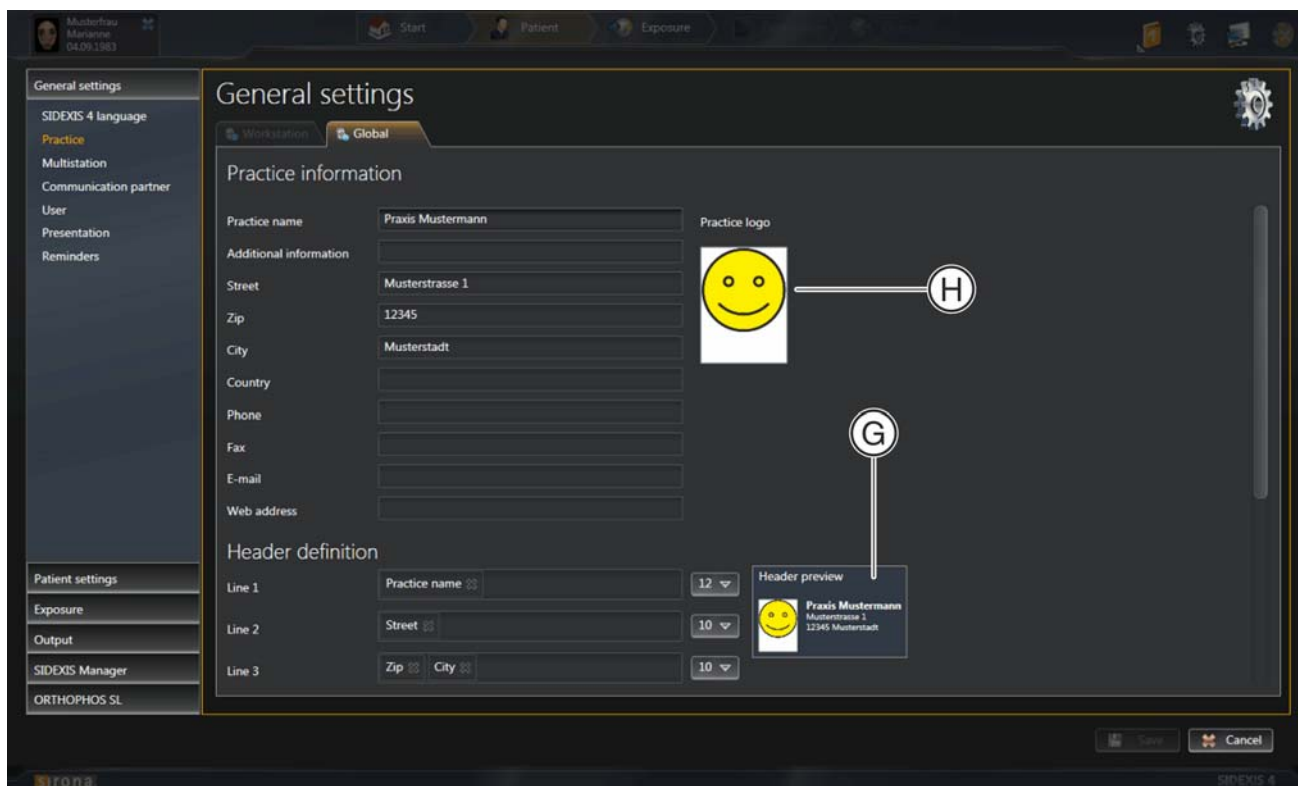 Musterfrau
Marianne
04.09.1983
Start
Patient
Exposure
General settings
SIDEXIS 4 language
Practice
Multistation
Communication partner
User
Presentation
Reminders
Patient settings
Exposure
Output
SIDEXIS Manager
ORTHOPHOS SL
General settings
Workstation
Global
Practice information
Practice name Praxis Mustermann
Additional information
Street Musterstrasse 1
Zip 12345
City Musterstadt
Country
Phone
Fax
E-mail
Web address
Practice logo
H
G
Header definition
Line 1 Practice name 12
Line 2 Street 10
Line 3 Zip City 10
Header preview
Praxis Mustermann
Musterstrasse 1
12345 Musterstadt
Save Cancel
sirona
SIDEXIS 4